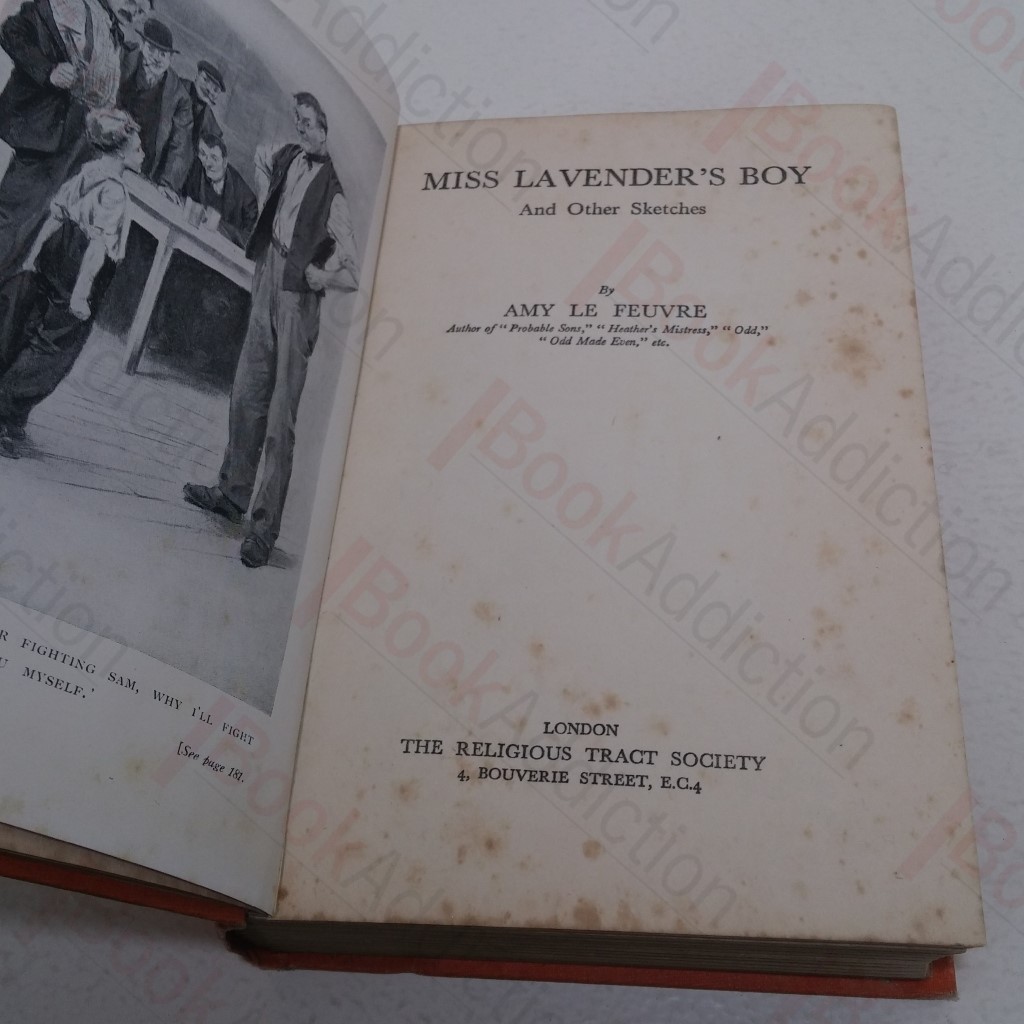 R FIGHTING SAM, WHY I'LL FIGHT
U MYSELF.'
[See page 181.
MISS LAVENDER'S BOY
And Other Sketches
By
AMY LE FEUVRE
Author of "Probable Sons," "Heather's Mistress," "Odd,"
"Odd Made Even," etc.
LONDON
THE RELIGIOUS TRACT SOCIETY
4, BOUVERIE STREET, E.C.4
BookAddiction